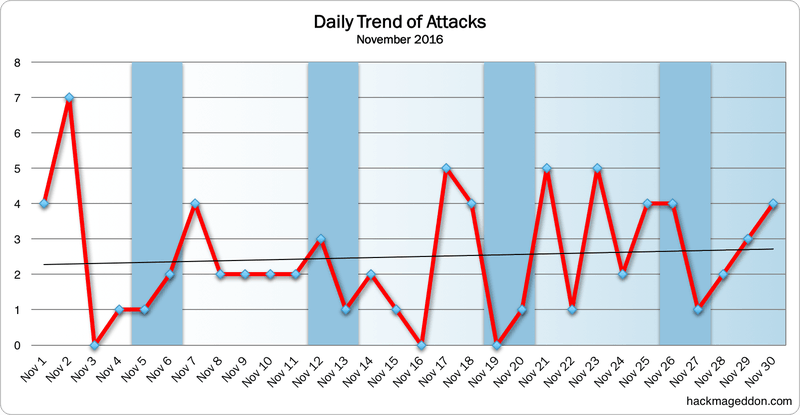 Daily Trend of Attacks
November 2016
8
7
6
5
4
3
2
1
0
Nov 1
Nov 2
Nov 3
Nov 4
Nov 5
Nov 6
Nov 7
Nov 8
Nov 9
Nov 10
Nov 11
Nov 12
Nov 13
Nov 14
Nov 15
Nov 16
Nov 17
Nov 18
Nov 19
Nov 20
Nov 21
Nov 22
Nov 23
Nov 24
Nov 25
Nov 26
Nov 27
Nov 28
Nov 29
Nov 30
hackmageddon.com